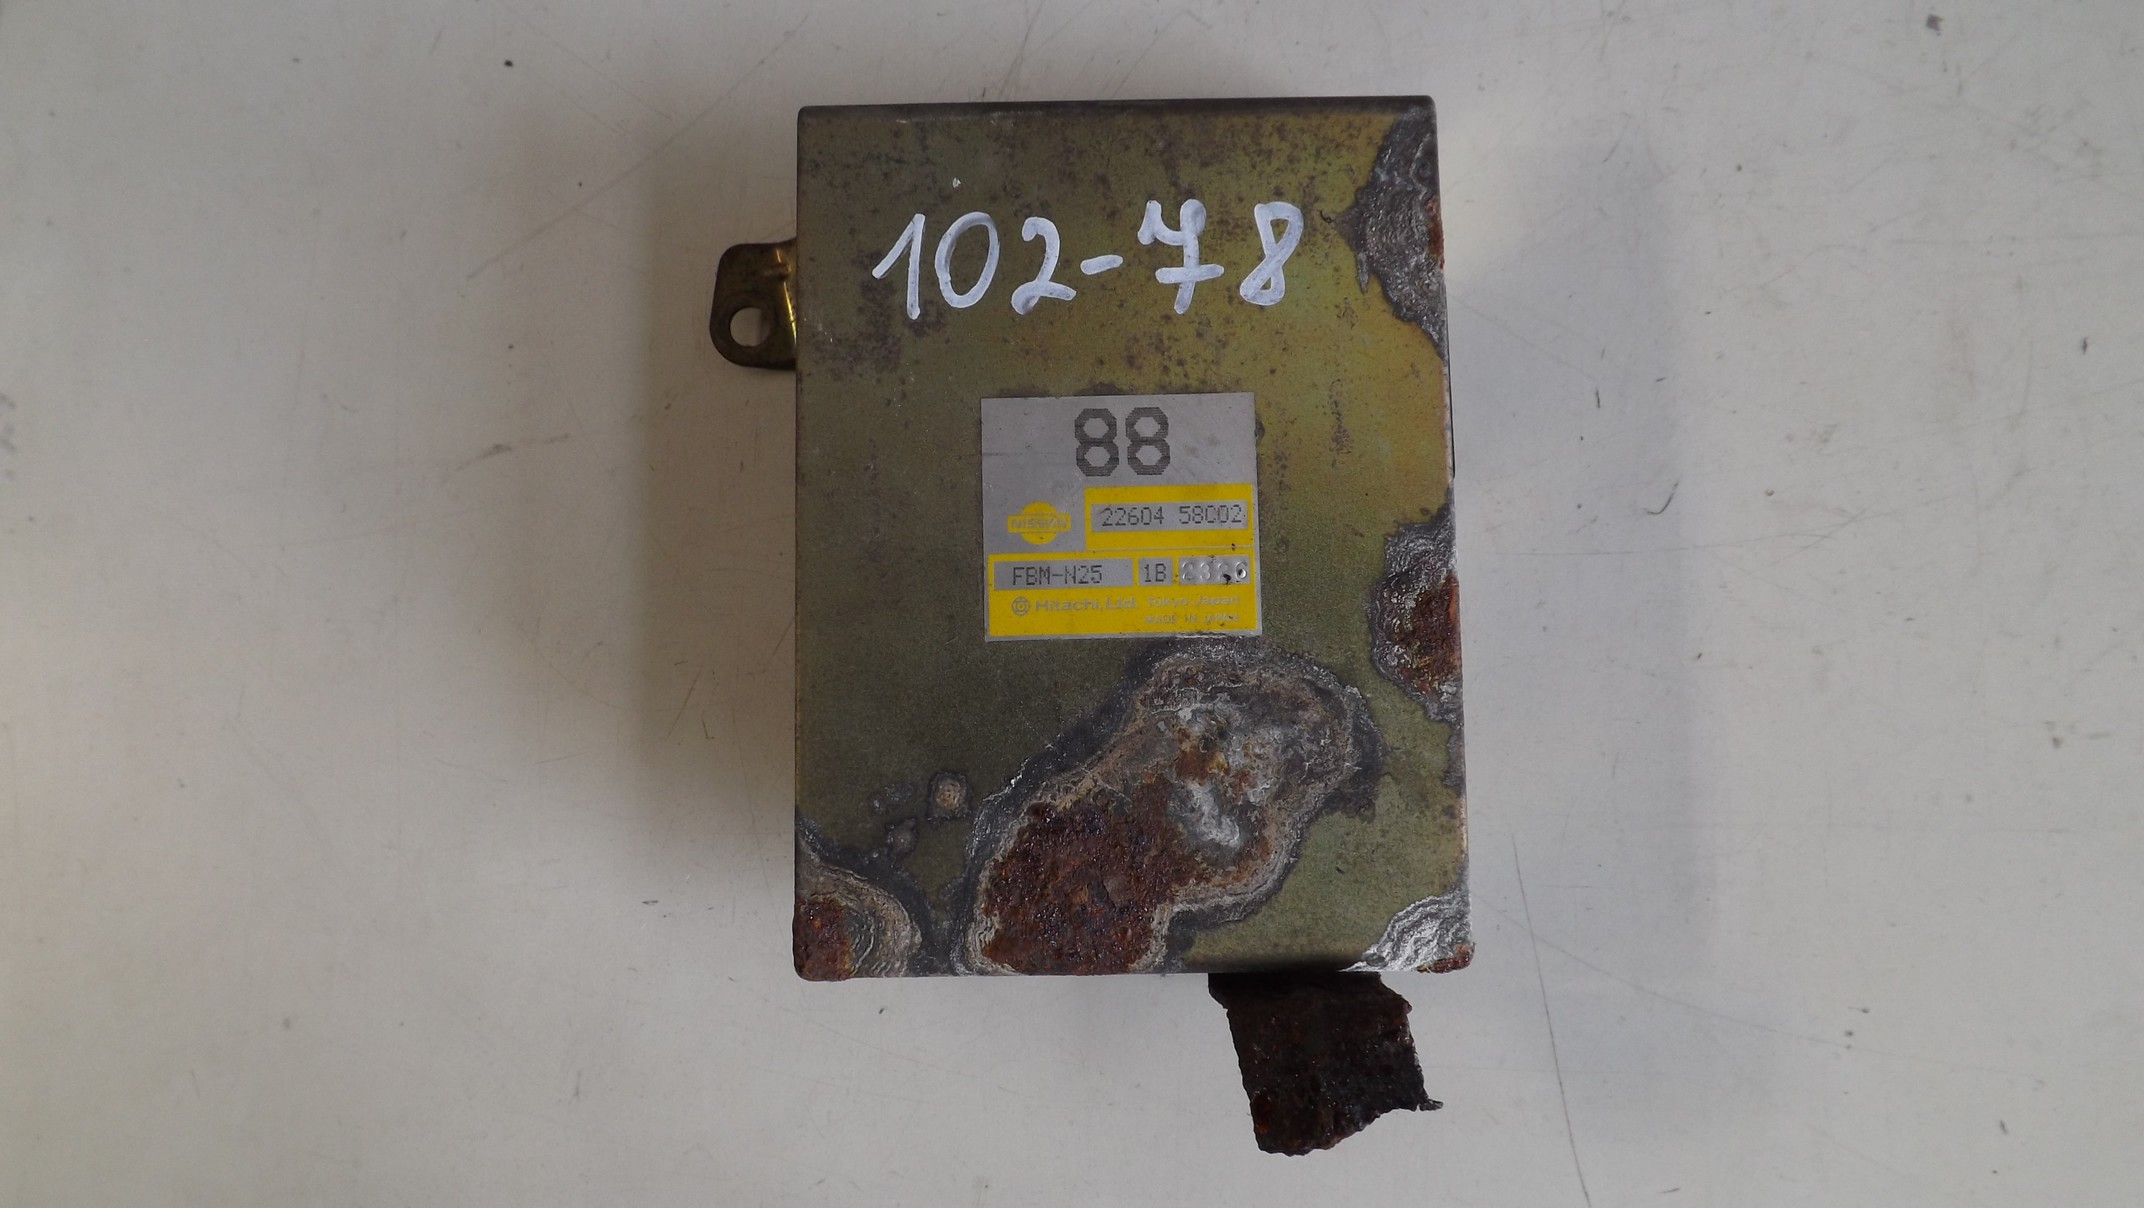 102-78
88
NISSAN 22604 58C02
FBM-N25 1B
Hitachi, Ltd. Tokyo Japan
MADE IN JAPAN